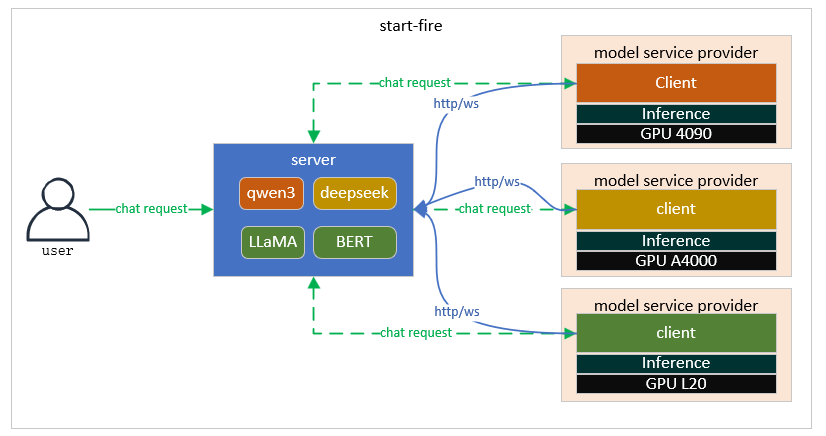 start-fire
model service provider
Client
Inference
GPU 4090
chat request
http/ws
server
qwen3
deepseek
LLaMA
BERT
user
chat request
http/ws
chat request
model service provider
client
Inference
GPU A4000
http/ws
chat request
model service provider
client
Inference
GPU L20